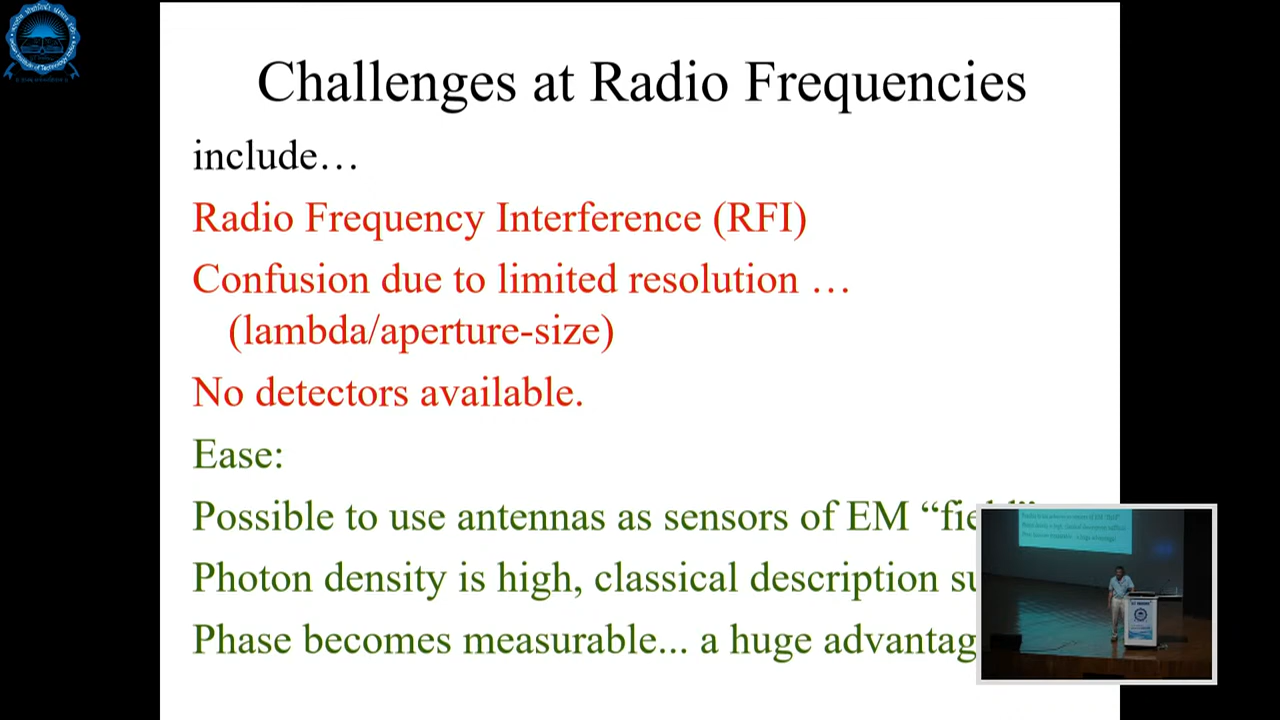 Challenges at Radio Frequencies
include…
Radio Frequency Interference (RFI)
Confusion due to limited resolution …
(lambda/aperture-size)
No detectors available.
Ease:
Possible to use antennas as sensors of EM “field”
Photon density is high, classical description
Phase becomes measurable... a huge